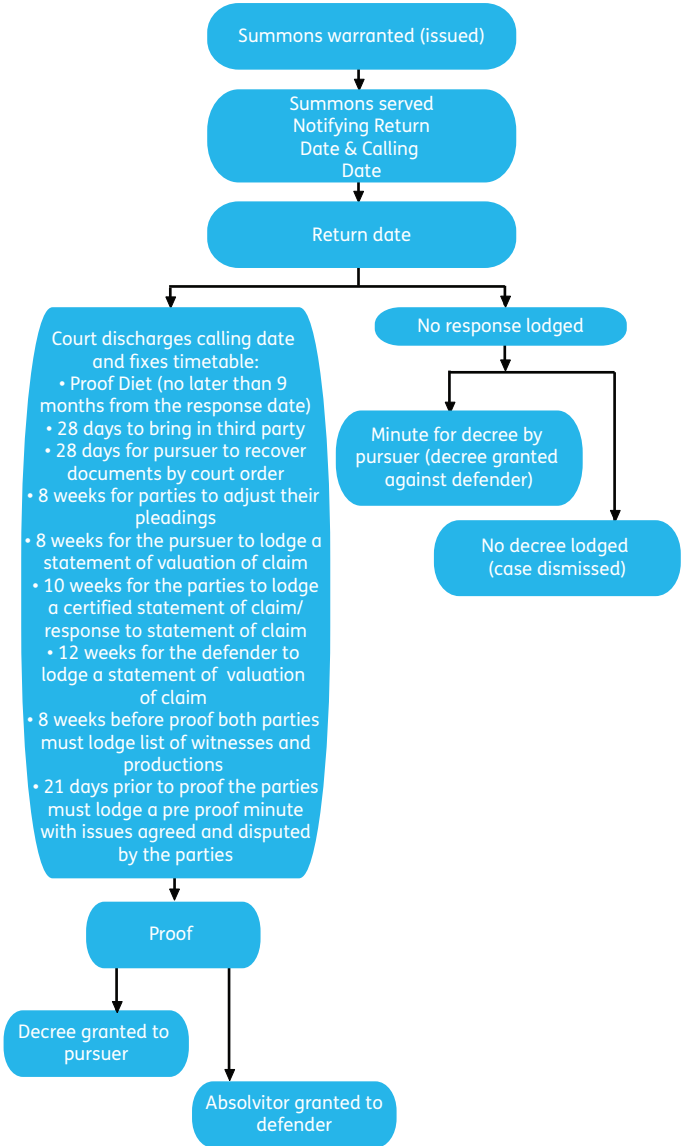 Summons warranted (issued)
Summons served
Notifying Return
Date & Calling
Date
Return date
Court discharges calling date
and fixes timetable:
• Proof Diet (no later than 9
months from the response date)
• 28 days to bring in third party
• 28 days for pursuer to recover
documents by court order
• 8 weeks for parties to adjust their
pleadings
• 8 weeks for the pursuer to lodge a
statement of valuation of claim
• 10 weeks for the parties to lodge
a certified statement of claim/
response to statement of claim
• 12 weeks for the defender to
lodge a statement of valuation
of claim
• 8 weeks before proof both parties
must lodge list of witnesses and
productions
• 21 days prior to proof the parties
must lodge a pre proof minute
with issues agreed and disputed
by the parties
No response lodged
Minute for decree by
pursuer (decree granted
against defender)
No decree lodged
(case dismissed)
Proof
Decree granted to
pursuer
Absolvitor granted to
defender